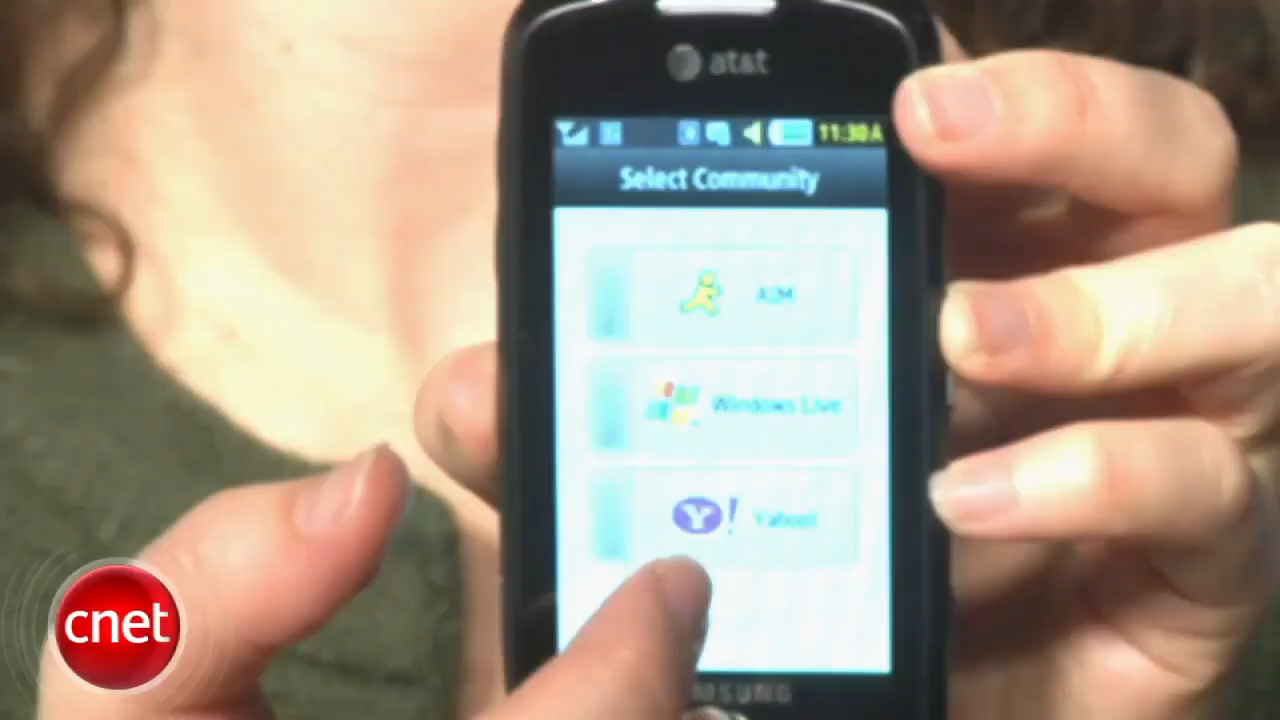 at&t
11:30A
Select Community
AIM
Windows Live
Y! Yahoo!
SAMSUNG
cnet